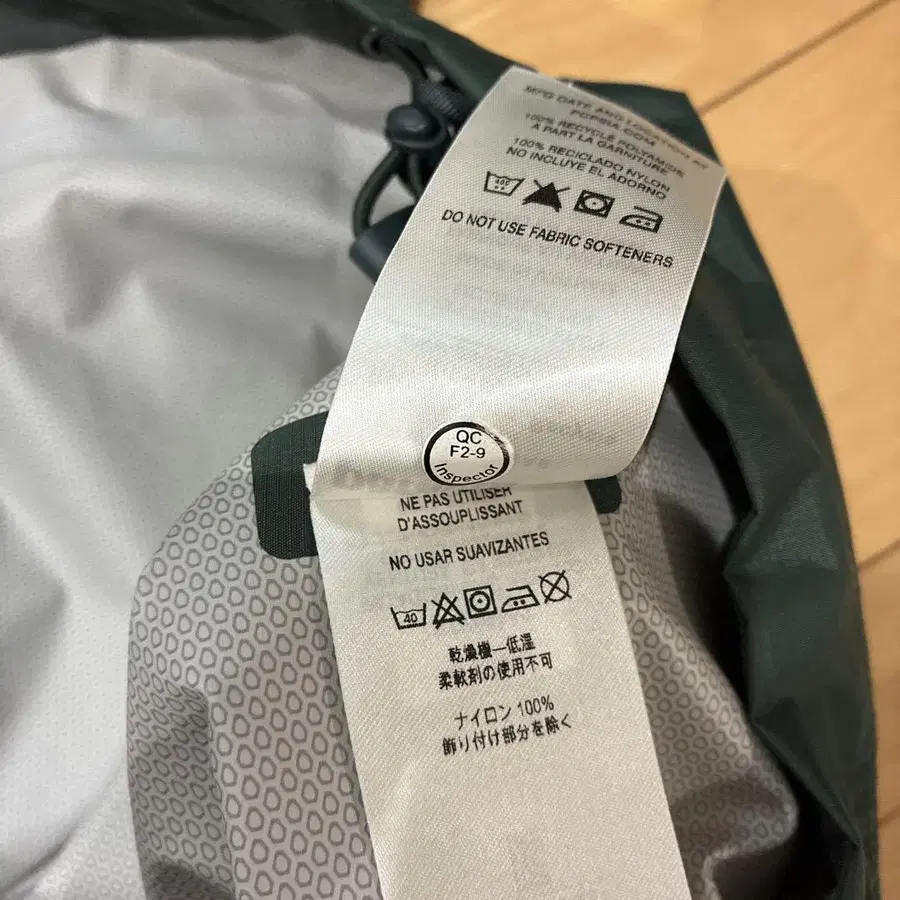 MFG DATE AND LOCATION AT
PCPSIA.COM
100% RECYCLÉ POLYAMIDE
À PART LA GARNITURE
100% RECICLADO NYLON
NO INCLUYE EL ADORNO
40C
DO NOT USE FABRIC SOFTENERS
QC
F2-9
Inspector
NE PAS UTILISER
D'ASSOUPLISSANT
NO USAR SUAVIZANTES
40
乾燥機—低温
柔軟剤の使用不可
ナイロン 100%
飾り付け部分を除く